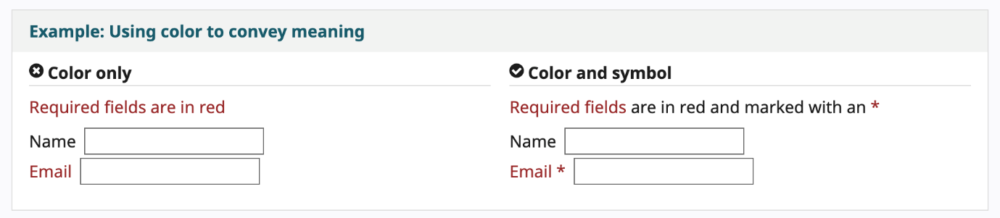 Example: Using color to convey meaning
Color only
Required fields are in red
Name
Email
Color and symbol
Required fields are in red and marked with an *
Name
Email *